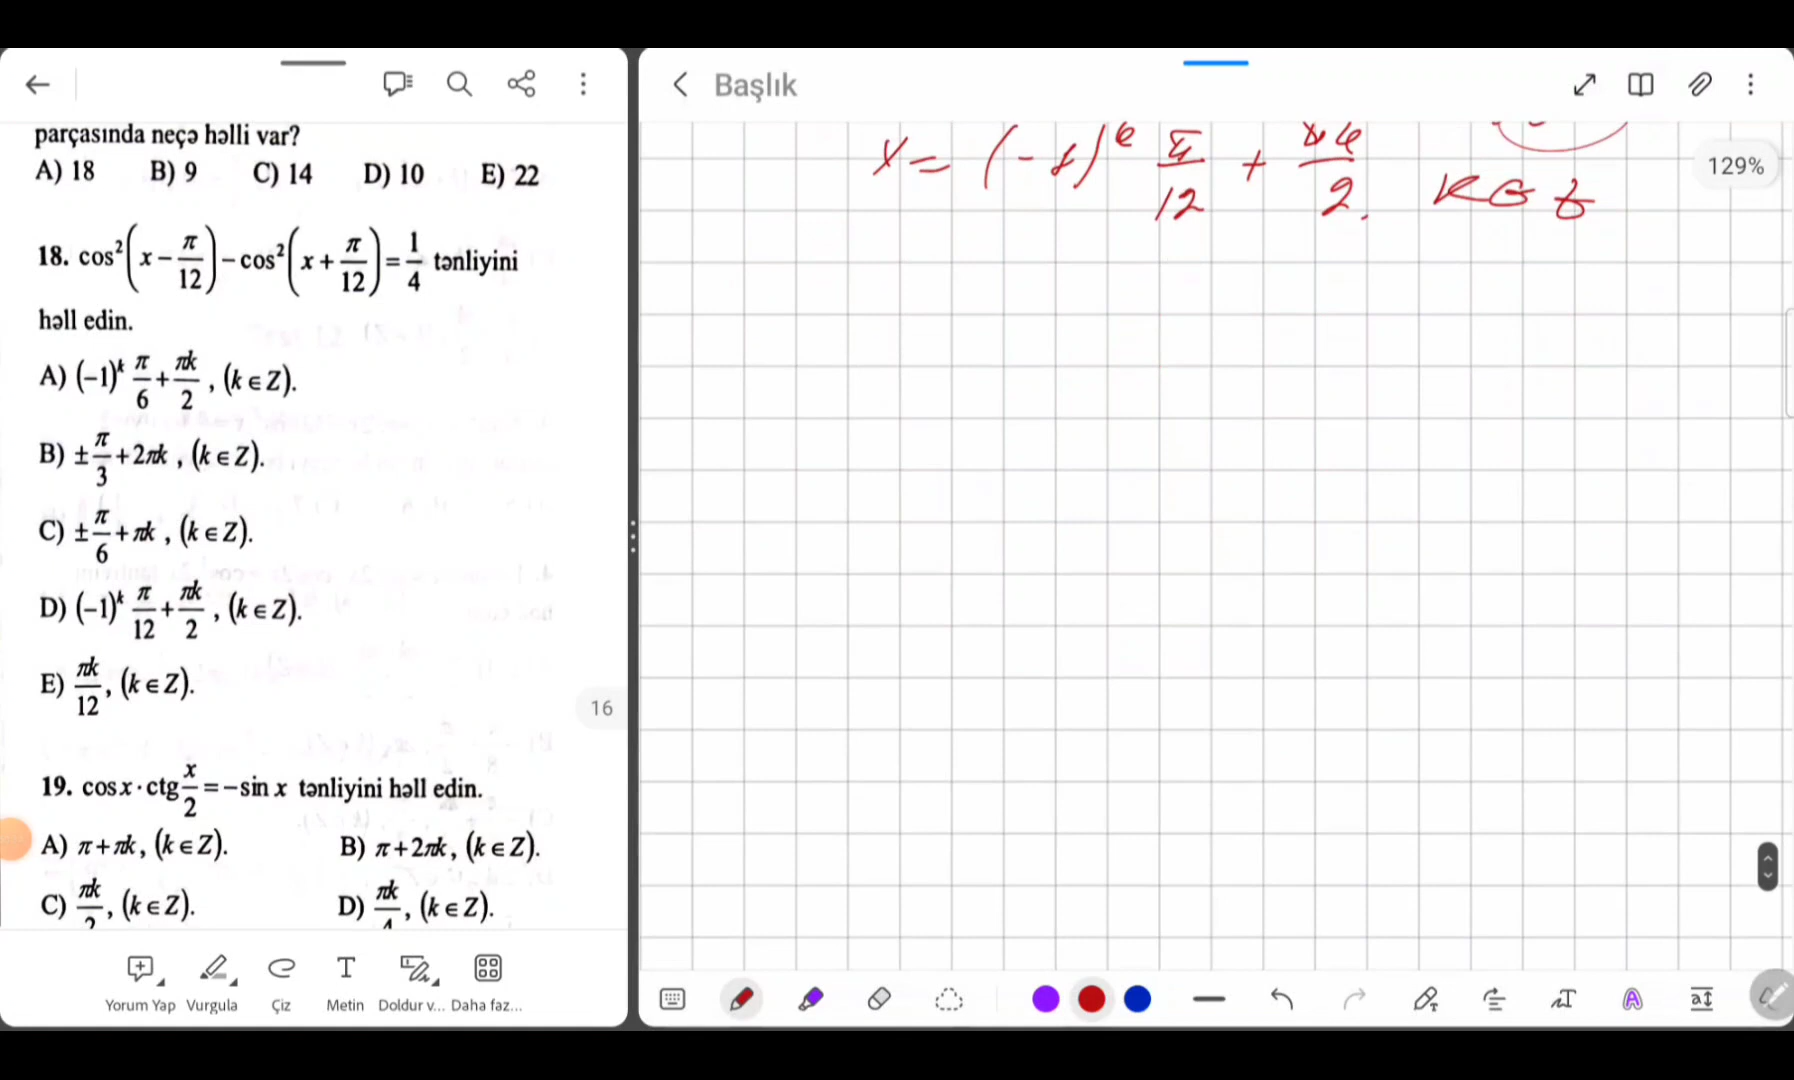 Başlık
129%
parçasında neçə həlli var?
A) 18 B) 9 C) 14 D) 10 E) 22
18. cos²(x − π/12) − cos²(x + π/12) = 1/4 tənliyini
həll edin.
A) (−1)ᵏ π/6 + πk/2 , (k ∈ Z).
B) ± π/3 + 2πk , (k ∈ Z).
C) ± π/6 + πk , (k ∈ Z).
D) (−1)ᵏ π/12 + πk/2 , (k ∈ Z).
E) πk/12 , (k ∈ Z).
16
19. cosx · ctg x/2 = −sin x tənliyini həll edin.
A) π + πk , (k ∈ Z). B) π + 2πk , (k ∈ Z).
C) πk/2 , (k ∈ Z). D) πk/4 , (k ∈ Z).
Yorum Yap Vurgula Çiz Metin Doldur v... Daha faz...
x = (−1)ᵏ π/12 + πk/2. k ∈ Z